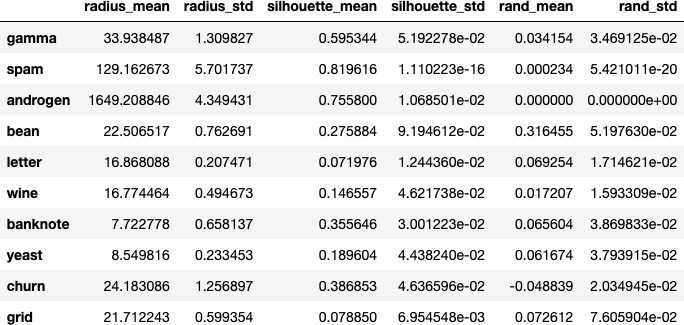 radius_mean radius_std silhouette_mean silhouette_std rand_mean rand_std
gamma 33.938487 1.309827 0.595344 5.192278e-02 0.034154 3.469125e-02
spam 129.162673 5.701737 0.819616 1.110223e-16 0.000234 5.421011e-20
androgen 1649.208846 4.349431 0.755800 1.068501e-02 0.000000 0.000000e+00
bean 22.506517 0.762691 0.275884 9.194612e-02 0.316455 5.197630e-02
letter 16.868088 0.207471 0.071976 1.244360e-02 0.069254 1.714621e-02
wine 16.774464 0.494673 0.146557 4.621738e-02 0.017207 1.593309e-02
banknote 7.722778 0.658137 0.355646 3.001223e-02 0.065604 3.869833e-02
yeast 8.549816 0.233453 0.189604 4.438240e-02 0.061674 3.793915e-02
churn 24.183086 1.256897 0.386853 4.636596e-02 -0.048839 2.034945e-02
grid 21.712243 0.599354 0.078850 6.954548e-03 0.072612 7.605904e-02